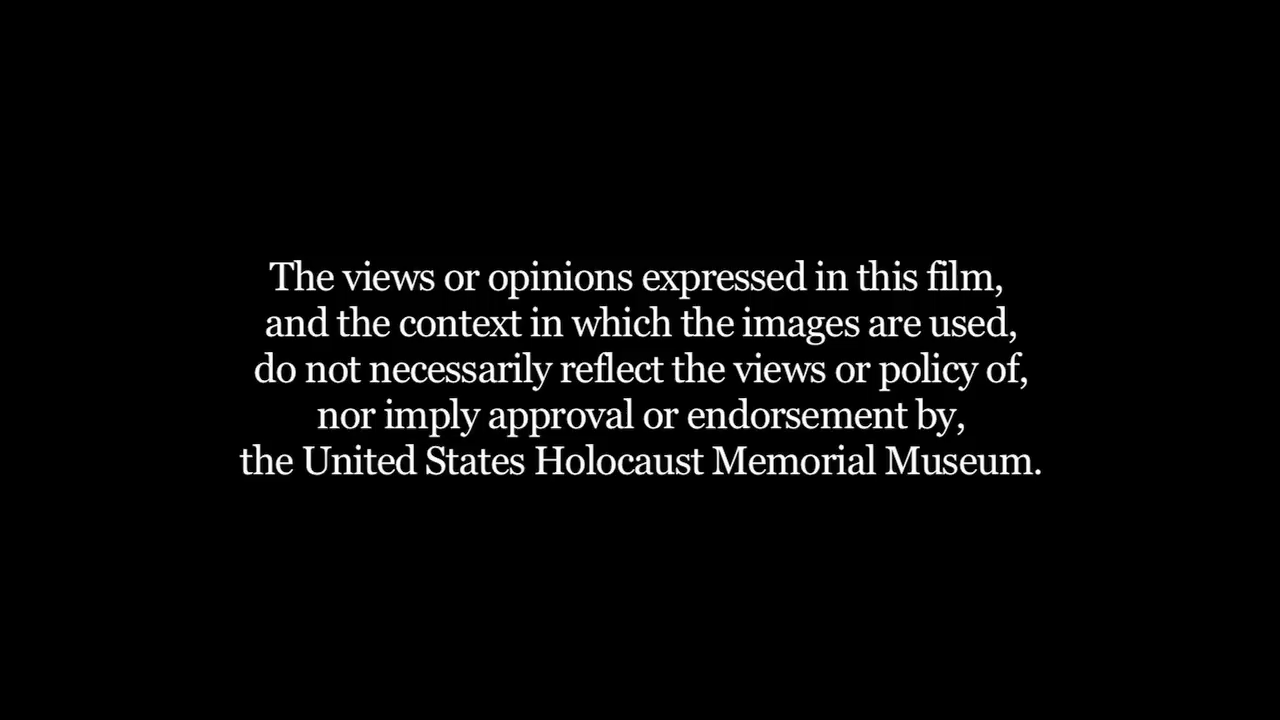 The views or opinions expressed in this film,
and the context in which the images are used,
do not necessarily reflect the views or policy of,
nor imply approval or endorsement by,
the United States Holocaust Memorial Museum.